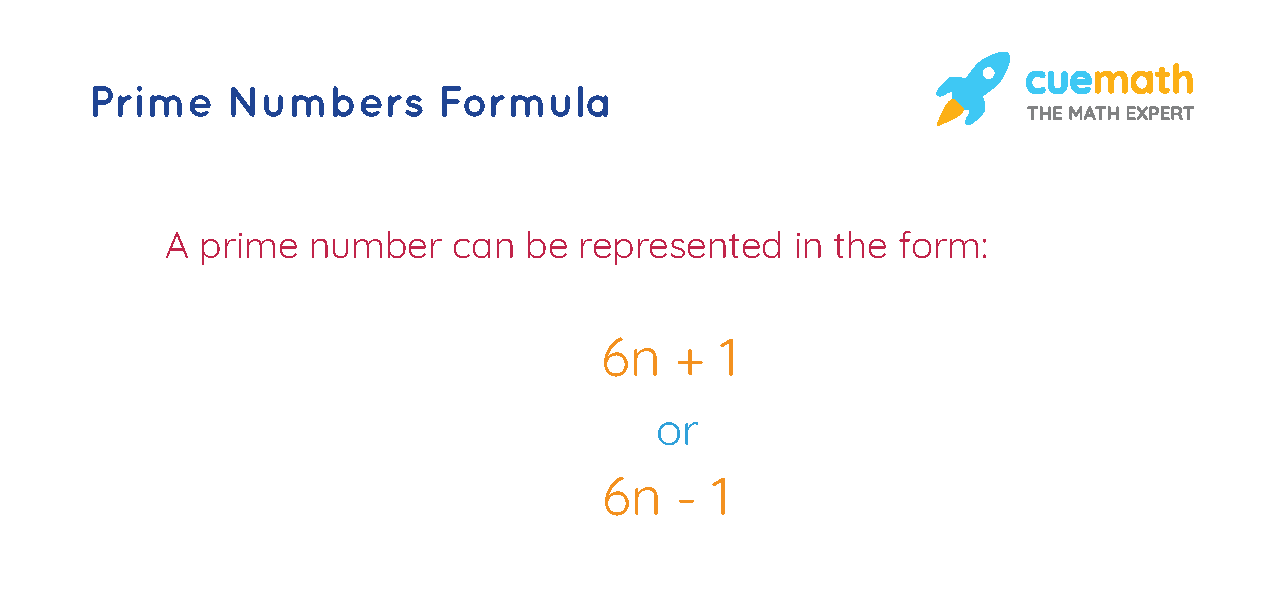 Prime Numbers Formula
cuemath
THE MATH EXPERT
A prime number can be represented in the form:
6n + 1
or
6n - 1